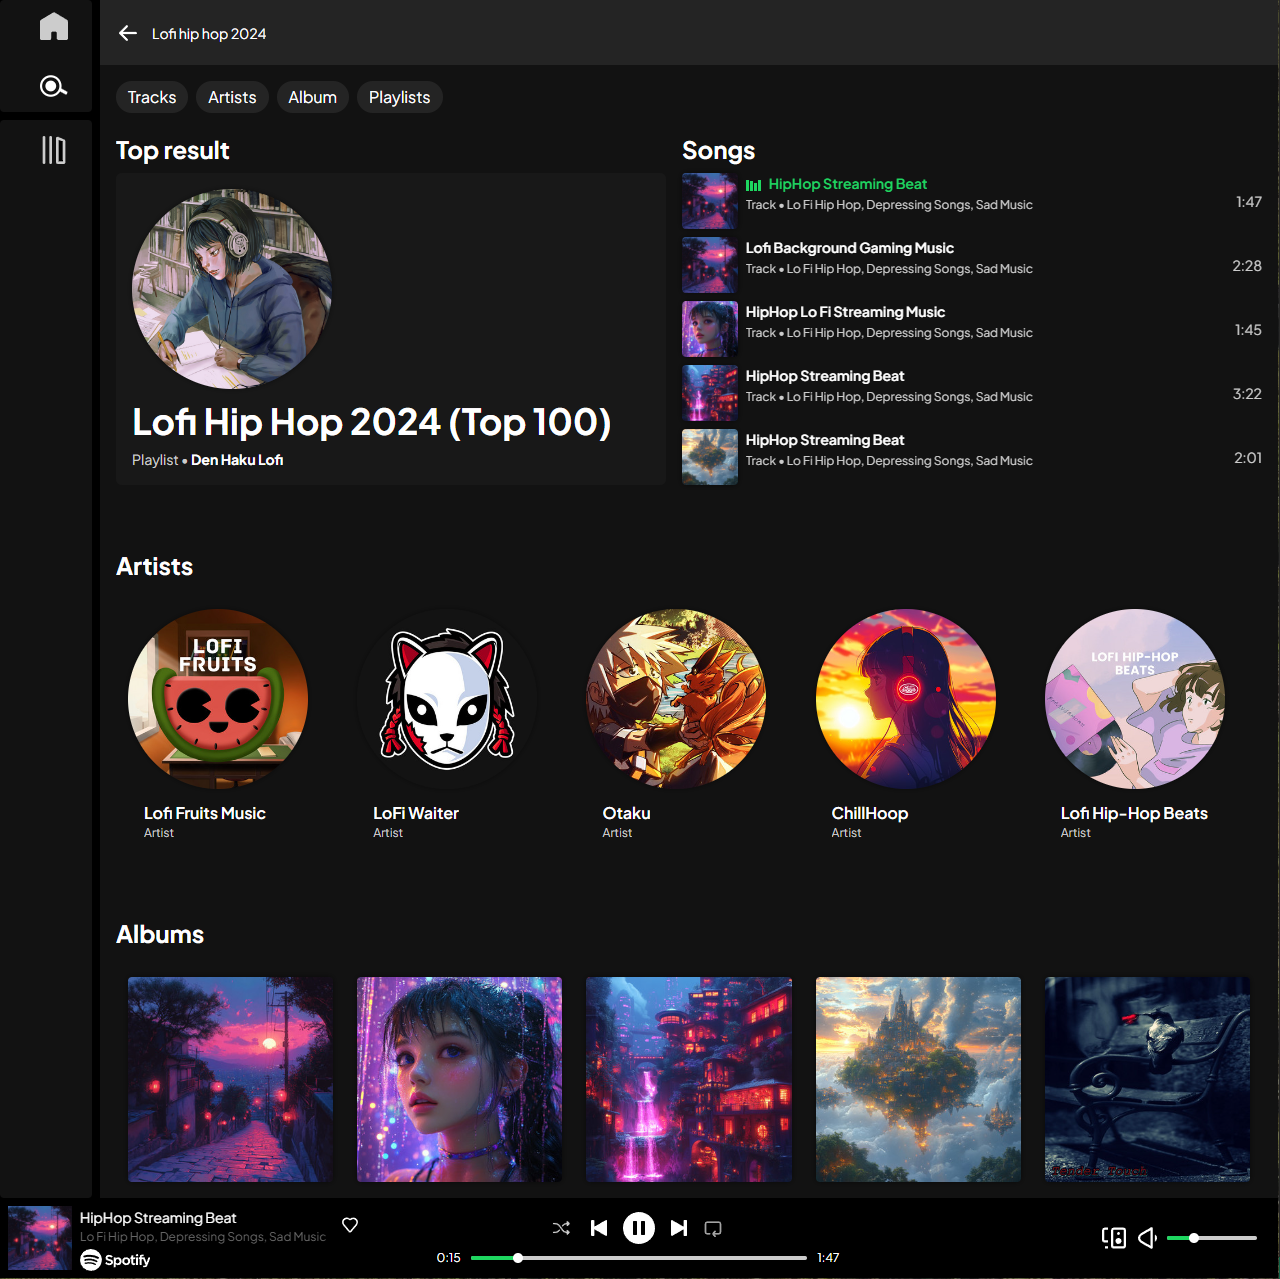 Lofi hip hop 2024
Tracks
Artists
Album
Playlists
Top result
Lofi Hip Hop 2024 (Top 100)
Playlist • Den Haku Lofi
Songs
HipHop Streaming Beat
Track • Lo Fi Hip Hop, Depressing Songs, Sad Music
1:47
Lofi Background Gaming Music
Track • Lo Fi Hip Hop, Depressing Songs, Sad Music
2:28
HipHop Lo Fi Streaming Music
Track • Lo Fi Hip Hop, Depressing Songs, Sad Music
1:45
HipHop Streaming Beat
Track • Lo Fi Hip Hop, Depressing Songs, Sad Music
3:22
HipHop Streaming Beat
Track • Lo Fi Hip Hop, Depressing Songs, Sad Music
2:01
Artists
LOFI
FRUITS
LOFI HIP-HOP
BEATS
Lofi Fruits Music
Artist
LoFi Waiter
Artist
Otaku
Artist
ChillHoop
Artist
Lofi Hip-Hop Beats
Artist
Albums
HipHop Streaming Beat
Lo Fi Hip Hop, Depressing Songs, Sad Music
Spotify
0:15
1:47